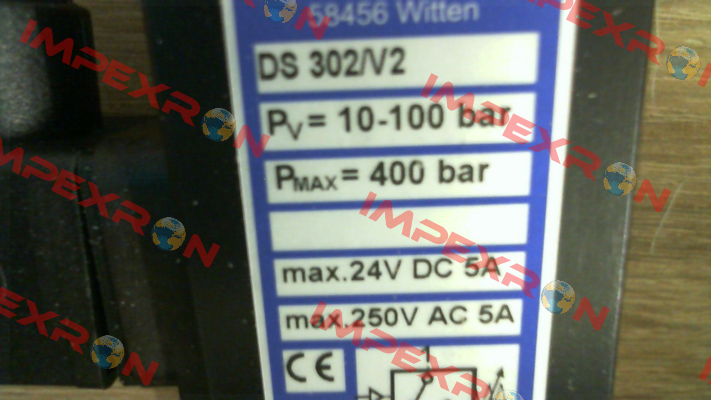 58456 Witten
DS 302/V2
PV = 10-100 bar
PMAX = 400 bar
max.24V DC 5A
max.250V AC 5A
CE
IMPEXRON
IMPEXRON
IMPEXRON
IMPEXRON
IMPEXRON
IMPEXRON